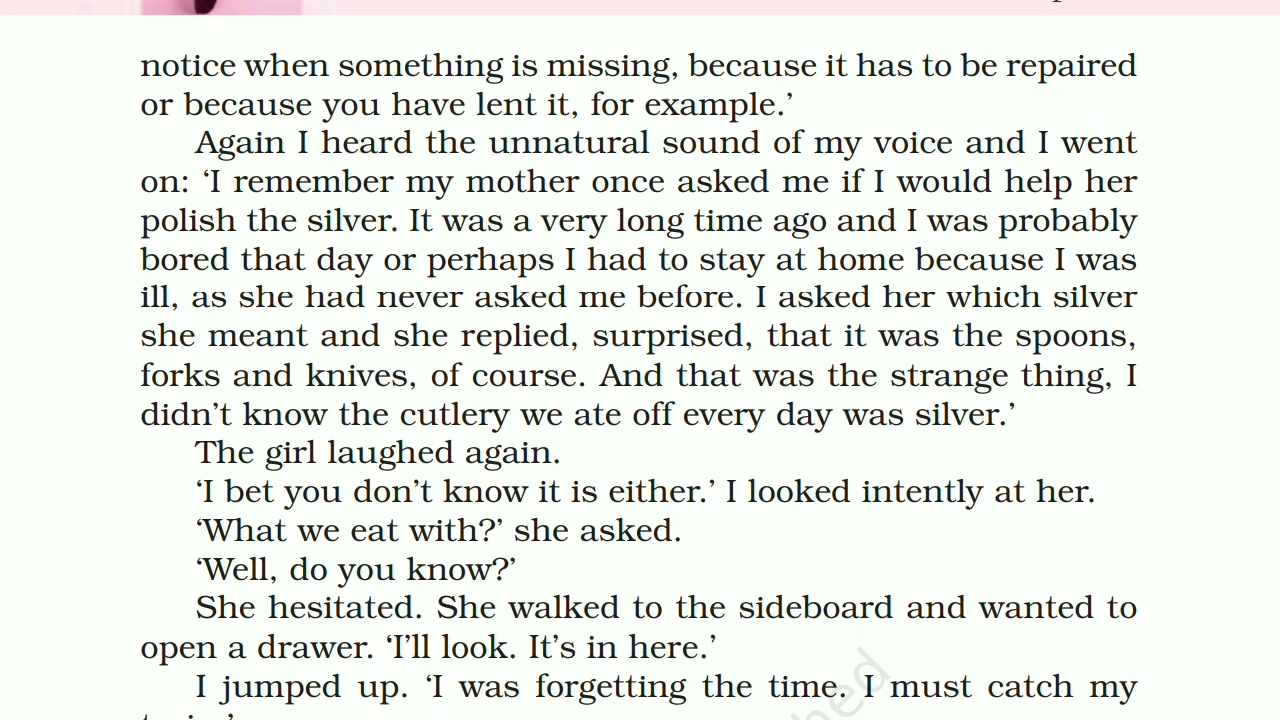 notice when something is missing, because it has to be repaired
or because you have lent it, for example.’
Again I heard the unnatural sound of my voice and I went
on: ‘I remember my mother once asked me if I would help her
polish the silver. It was a very long time ago and I was probably
bored that day or perhaps I had to stay at home because I was
ill, as she had never asked me before. I asked her which silver
she meant and she replied, surprised, that it was the spoons,
forks and knives, of course. And that was the strange thing, I
didn’t know the cutlery we ate off every day was silver.’
The girl laughed again.
‘I bet you don’t know it is either.’ I looked intently at her.
‘What we eat with?’ she asked.
‘Well, do you know?’
She hesitated. She walked to the sideboard and wanted to
open a drawer. ‘I’ll look. It’s in here.’
I jumped up. ‘I was forgetting the time. I must catch my